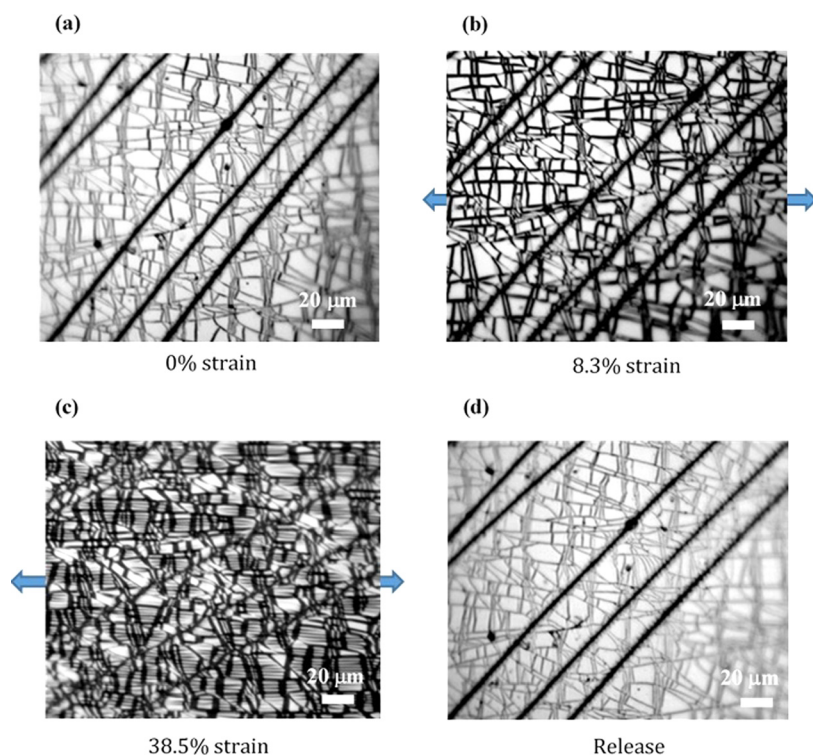 (a)
(b)
20 μm
20 μm
0% strain
8.3% strain
(c)
(d)
20 μm
20 μm
38.5% strain
Release